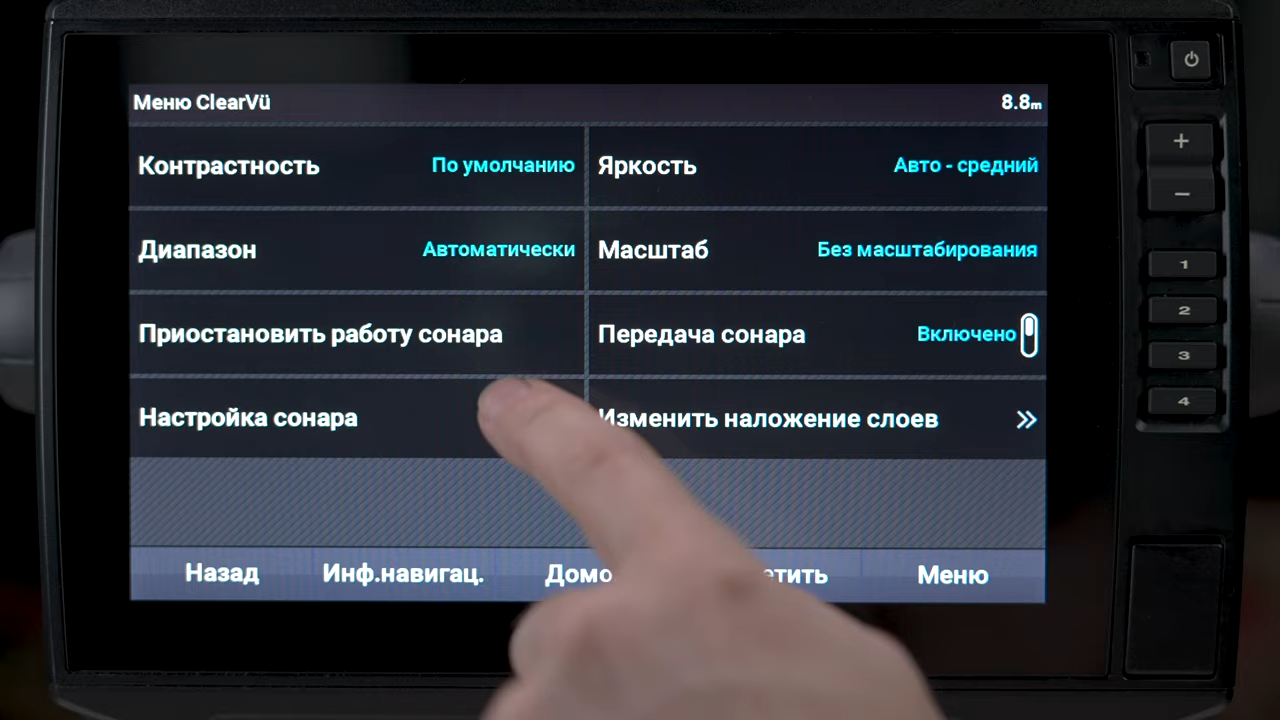 Меню ClearVü 8.8m
Контрастность По умолчанию Яркость Авто - средний
Диапазон Автоматически Масштаб Без масштабирования
Приостановить работу сонара Передача сонара Включено
Настройка сонара Изменить наложение слоев
Назад Инф.навигац. Меню
+
−
1
2
3
4